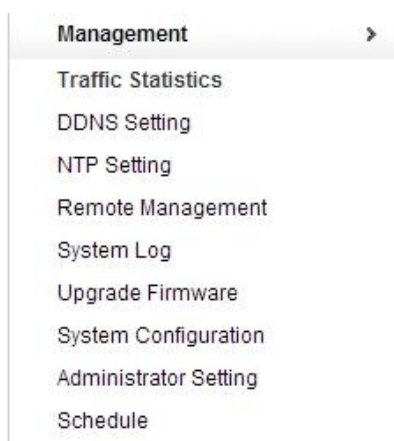 Management
Traffic Statistics
DDNS Setting
NTP Setting
Remote Management
System Log
Upgrade Firmware
System Configuration
Administrator Setting
Schedule